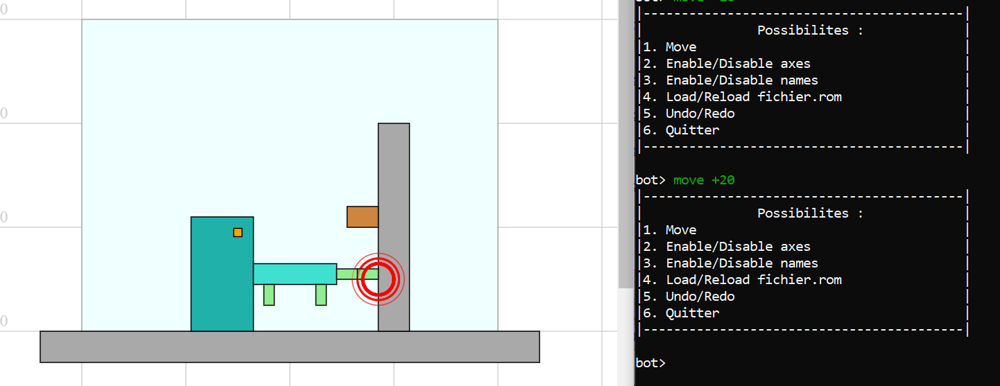 0
0
0
0
bot> move
|------------------------------------------|
| Possibilites : |
|1. Move |
|2. Enable/Disable axes |
|3. Enable/Disable names |
|4. Load/Reload fichier.rom |
|5. Undo/Redo |
|6. Quitter |
|------------------------------------------|
bot> move +20
|------------------------------------------|
| Possibilites : |
|1. Move |
|2. Enable/Disable axes |
|3. Enable/Disable names |
|4. Load/Reload fichier.rom |
|5. Undo/Redo |
|6. Quitter |
|------------------------------------------|
bot>